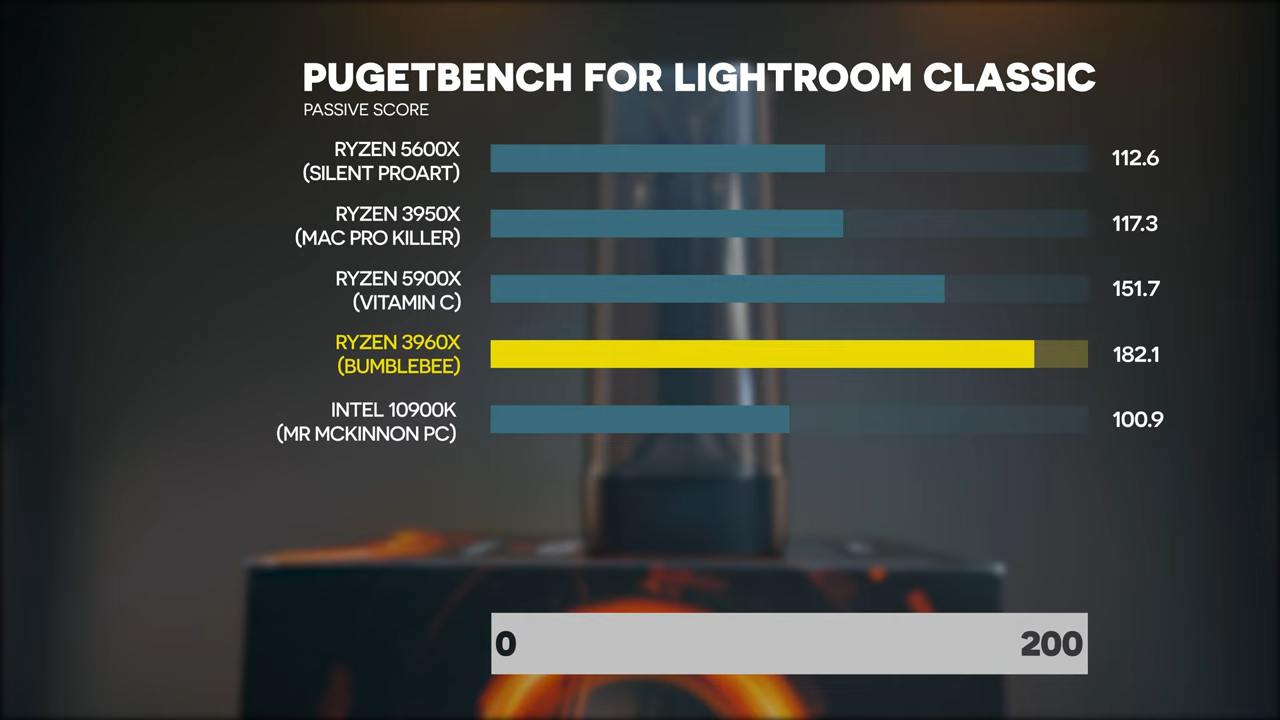 PUGETBENCH FOR LIGHTROOM CLASSIC
PASSIVE SCORE
RYZEN 5600X
(SILENT PROART)
112.6
RYZEN 3950X
(MAC PRO KILLER)
117.3
RYZEN 5900X
(VITAMIN C)
151.7
RYZEN 3960X
(BUMBLEBEE)
182.1
INTEL 10900K
(MR MCKINNON PC)
100.9
0 200